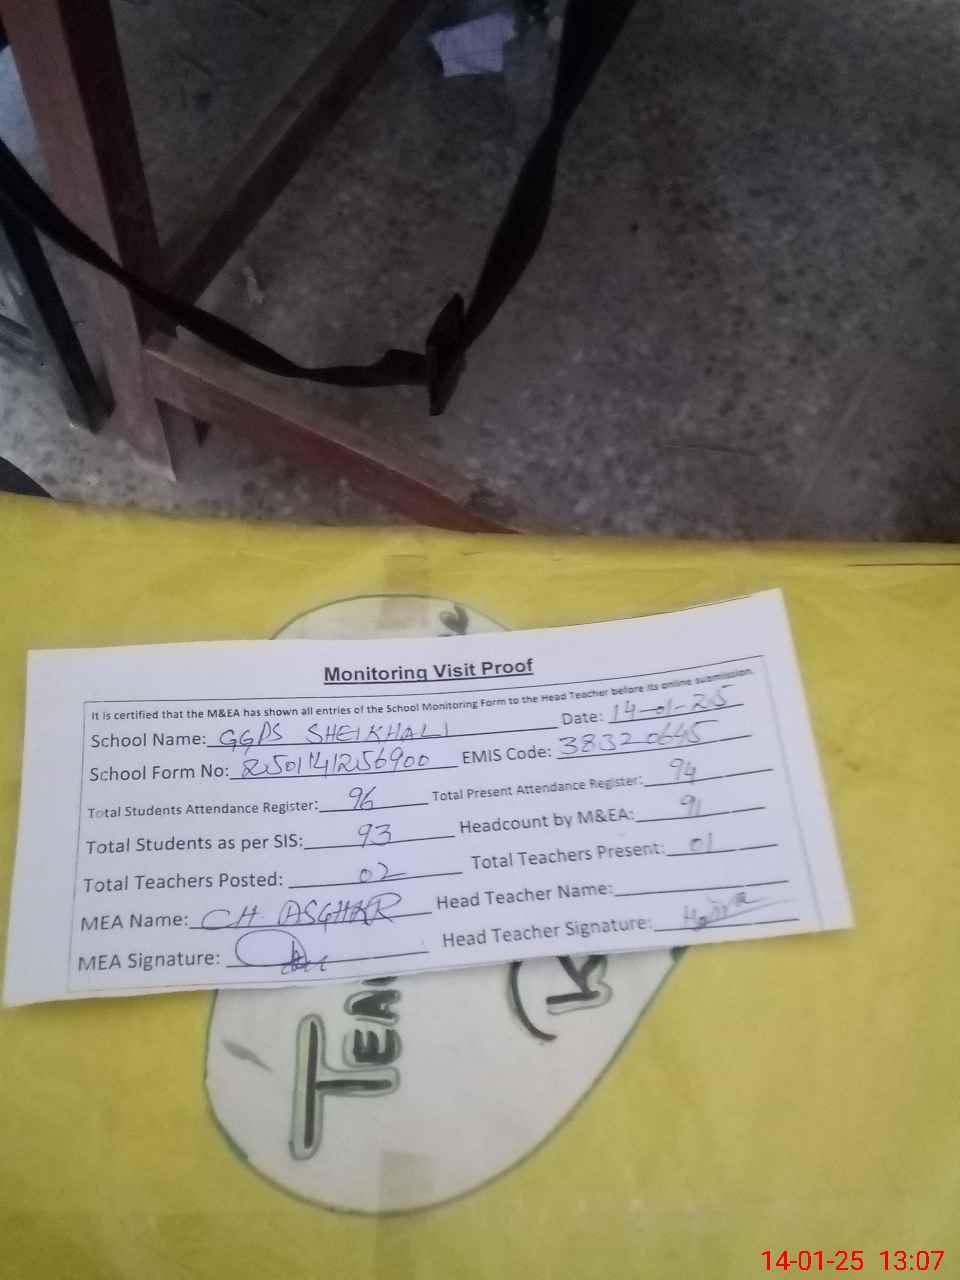 Monitoring Visit Proof
It is certified that the M&EA has shown all entries of the School Monitoring Form to the Head Teacher before its online submission.
School Name: GGPS SHEIKHALI Date: 14-01-25
School Form No: 2501141256900 EMIS Code: 38320645
Total Students Attendance Register: 96 Total Present Attendance Register: 94
Total Students as per SIS: 93 Headcount by M&EA: 91
Total Teachers Posted: 02 Total Teachers Present: 01
MEA Name: CH ASGHAR Head Teacher Name:
MEA Signature: Head Teacher Signature:
14-01-25 13:07